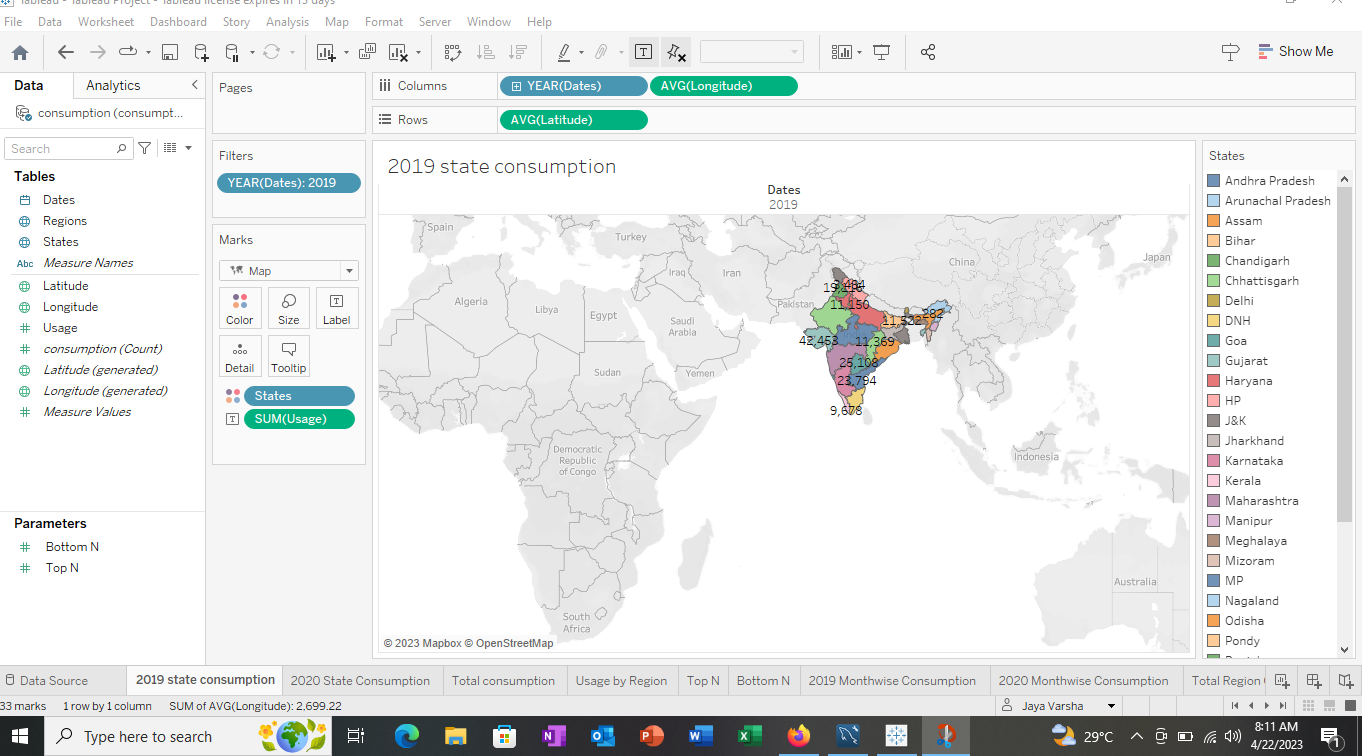 Tableau - Tableau Project - Tableau license expires in 13 days
File Data Worksheet Dashboard Story Analysis Map Format Server Window Help
Show Me
Data Analytics
consumption (consumpt...
Search
Tables
Dates
Regions
States
Abc Measure Names
Latitude
Longitude
Usage
consumption (Count)
Latitude (generated)
Longitude (generated)
Measure Values
Parameters
Bottom N
Top N
Pages
Filters
YEAR(Dates): 2019
Marks
Map
Color Size Label
Detail Tooltip
States
SUM(Usage)
Columns YEAR(Dates) AVG(Longitude)
Rows AVG(Latitude)
2019 state consumption
Dates
2019
Spain
Turkey
China
Japan
Iraq
Iran
Algeria
Libya
Egypt
Pakistan
Saudi
Arabia
Sudan
Yemen
Democratic
Republic
of Congo
Indonesia
Australia
South
Africa
11,150
282
11,522
42,453
11,369
25,108
23,794
9,678
© 2023 Mapbox © OpenStreetMap
States
Andhra Pradesh
Arunachal Pradesh
Assam
Bihar
Chandigarh
Chhattisgarh
Delhi
DNH
Goa
Gujarat
Haryana
HP
J&K
Jharkhand
Karnataka
Kerala
Maharashtra
Manipur
Meghalaya
Mizoram
MP
Nagaland
Odisha
Pondy
Data Source 2019 state consumption 2020 State Consumption Total consumption Usage by Region Top N Bottom N 2019 Monthwise Consumption 2020 Monthwise Consumption Total Region
33 marks 1 row by 1 column SUM of AVG(Longitude): 2,699.22 Jaya Varsha
Type here to search
29°C
8:11 AM
4/22/2023
1